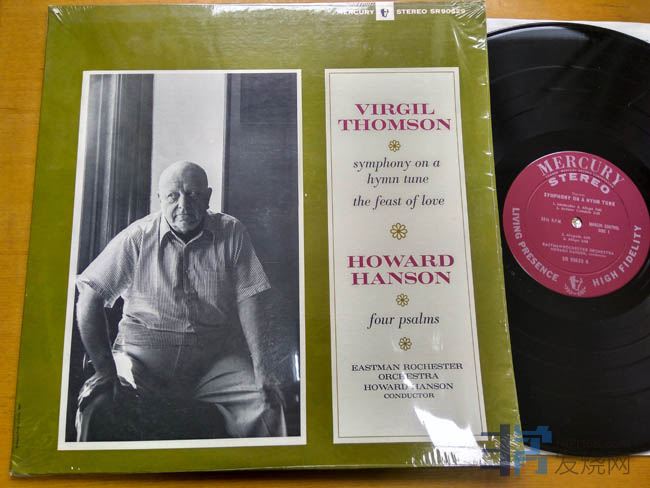 MERCURY STEREO SR90429
VIRGIL
THOMSON
symphony on a
hymn tune
the feast of love
HOWARD
HANSON
four psalms
EASTMAN ROCHESTER
ORCHESTRA
HOWARD HANSON
CONDUCTOR
MERCURY
STEREO
SYMPHONY ON A HYMN TUNE
LIVING PRESENCE
HIGH FIDELITY
发烧网